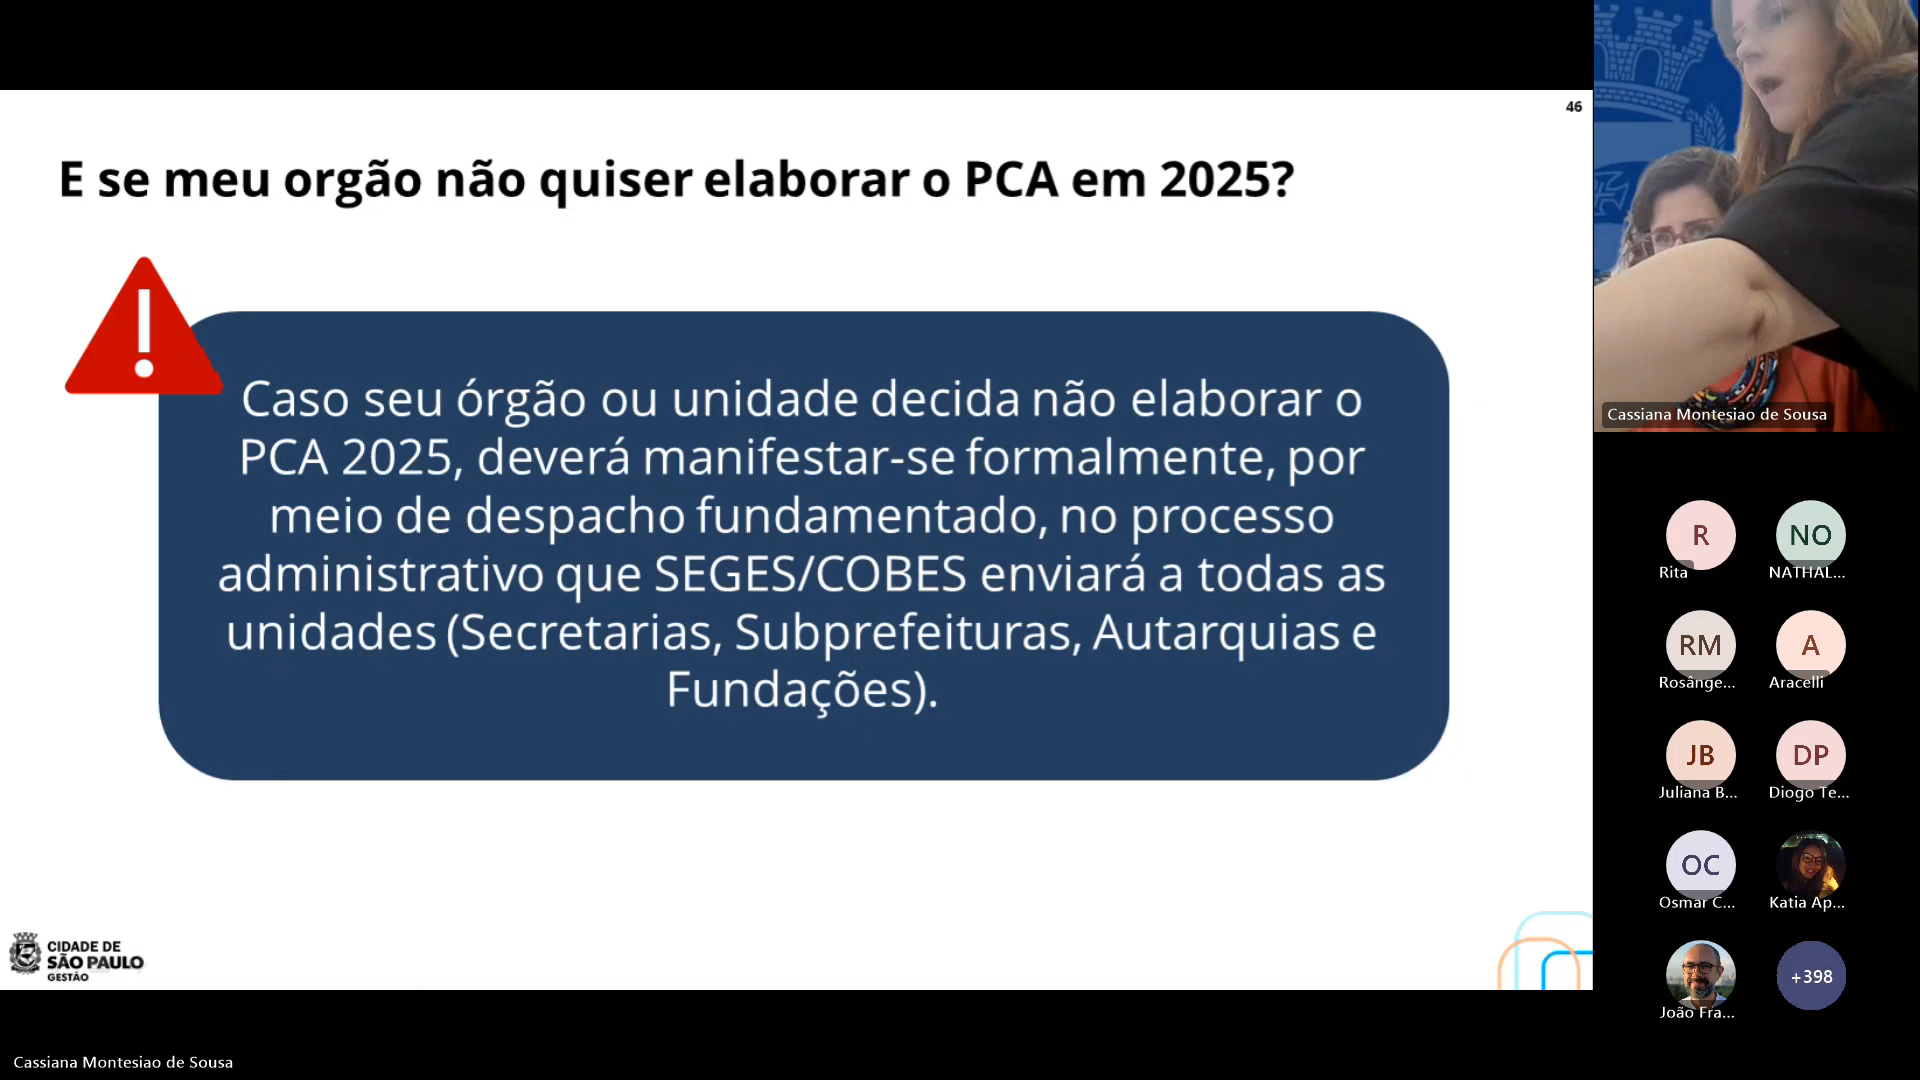 46
E se meu orgão não quiser elaborar o PCA em 2025?
Caso seu órgão ou unidade decida não elaborar o
PCA 2025, deverá manifestar-se formalmente, por
meio de despacho fundamentado, no processo
administrativo que SEGES/COBES enviará a todas as
unidades (Secretarias, Subprefeituras, Autarquias e
Fundações).
CIDADE DE
SÃO PAULO
GESTÃO
Cassiana Montesiao de Sousa
Cassiana Montesiao de Sousa
R
Rita
NO
NATHAL...
RM
Rosânge...
A
Aracelli
JB
Juliana B...
DP
Diogo Te...
OC
Osmar C...
Katia Ap...
João Fra...
+398